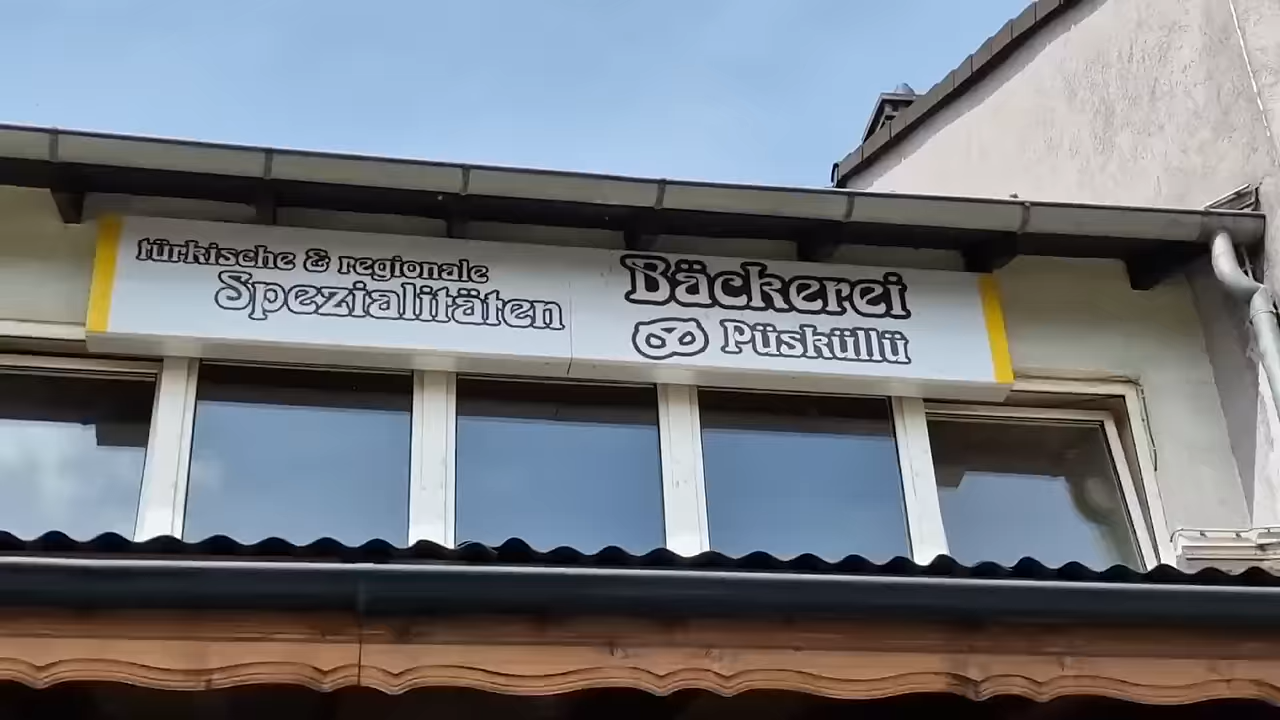 türkische & regionale
Spezialitäten
Bäckerei
Püsküllü